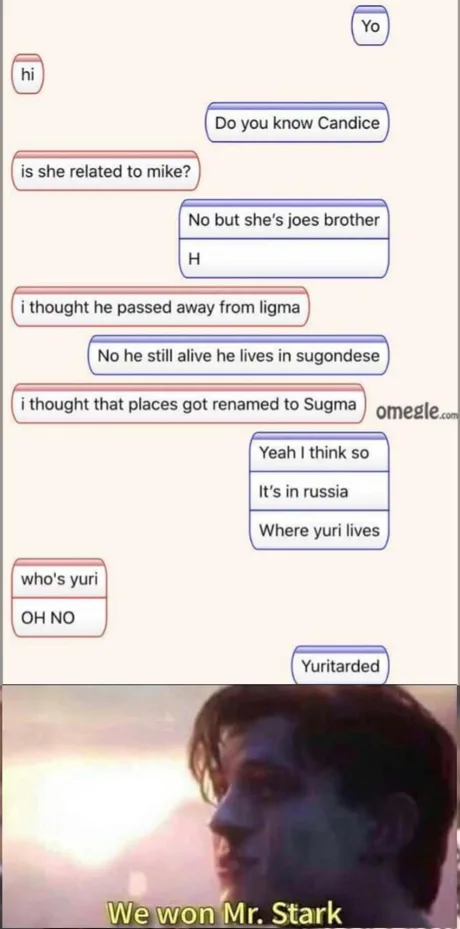 Yo
hi
Do you know Candice
is she related to mike?
No but she's joes brother
H
i thought he passed away from ligma
No he still alive he lives in sugondese
i thought that places got renamed to Sugma
omegle.com
Yeah I think so
It's in russia
Where yuri lives
who's yuri
OH NO
Yuritarded
We won Mr. Stark